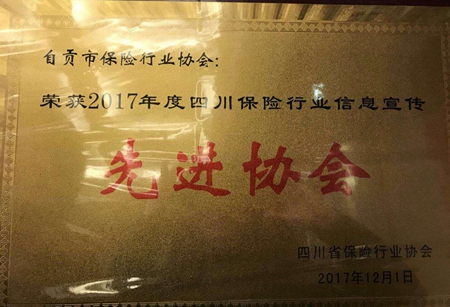 自贡市保险行业协会:
荣获2017年度四川保险行业信息宣传
先进协会
四川省保险行业协会
2017年12月1日